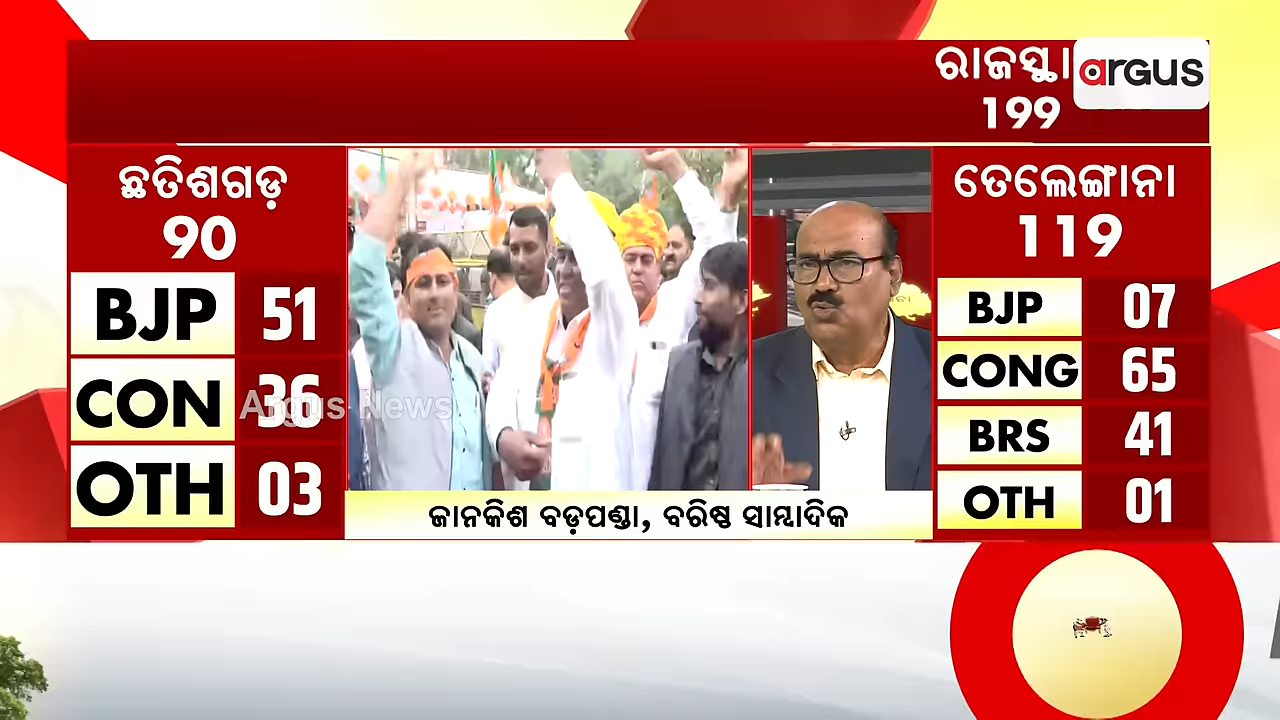 ରାଜସ୍ଥା
argus
199
ଛତିଶଗଡ଼
90
BJP 51
CON 36
OTH 03
Argus News
ତେଲେଙ୍ଗାନା
119
BJP 07
CONG 65
BRS 41
OTH 01
ଜାନକିଶ ବଡ଼ପଣ୍ଡା, ବରିଷ୍ଠ ସାମ୍ବାଦିକ